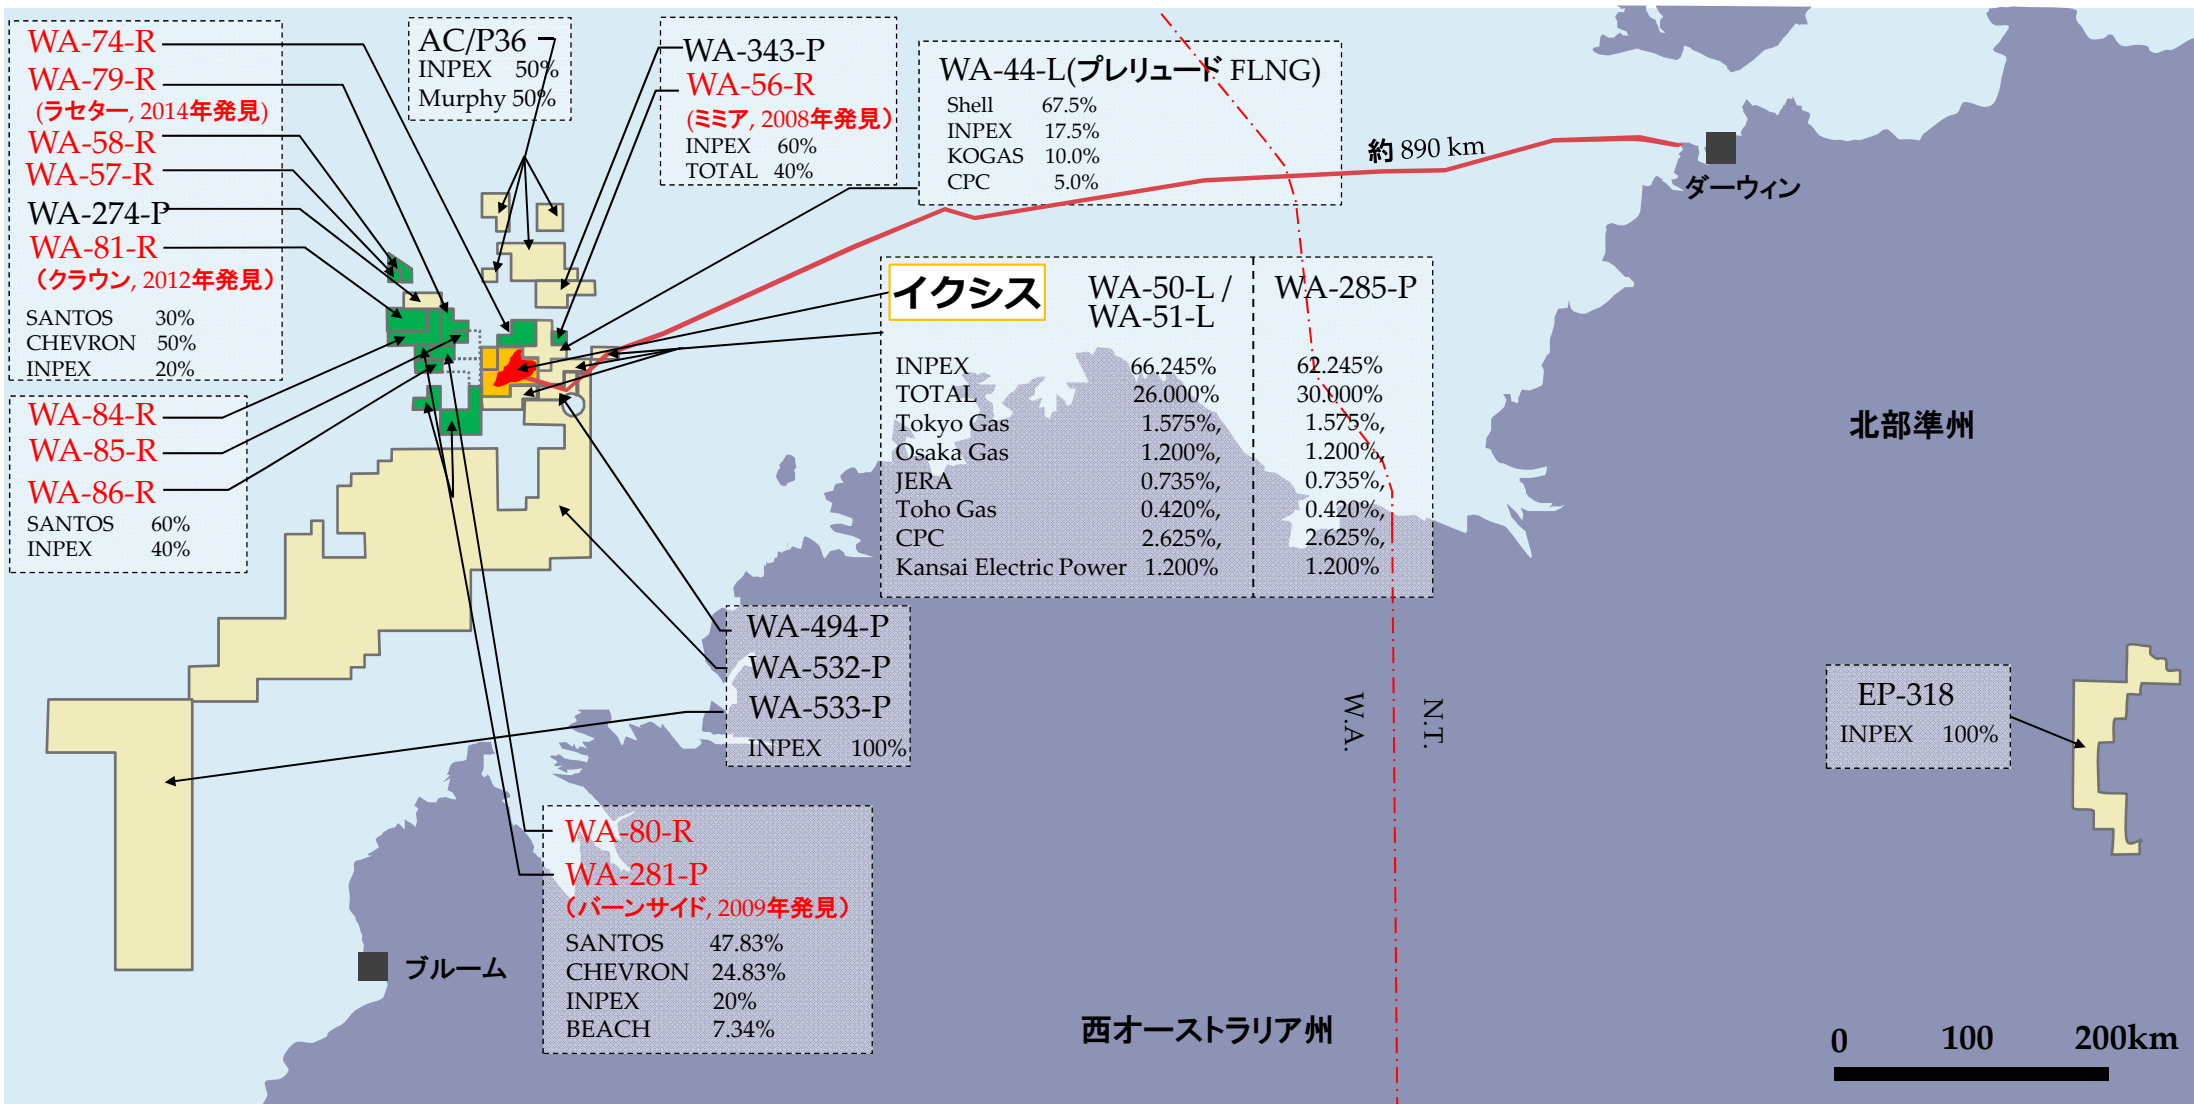 WA-74-R
WA-79-R
(ラセター, 2014年発見)
WA-58-R
WA-57-R
WA-274-P
WA-81-R
（クラウン, 2012年発見）
SANTOS 30%
CHEVRON 50%
INPEX 20%
WA-84-R
WA-85-R
WA-86-R
SANTOS 60%
INPEX 40%
AC/P36
INPEX 50%
Murphy 50%
WA-343-P
WA-56-R
(ミミア, 2008年発見）
INPEX 60%
TOTAL 40%
WA-44-L(プレリュード FLNG)
Shell 67.5%
INPEX 17.5%
KOGAS 10.0%
CPC 5.0%
約 890 km
ダーウィン
イクシス WA-50-L / WA-285-P
WA-51-L
INPEX 66.245% 62.245%
TOTAL 26.000% 30.000%
Tokyo Gas 1.575%, 1.575%,
Osaka Gas 1.200%, 1.200%,
JERA 0.735%, 0.735%,
Toho Gas 0.420%, 0.420%,
CPC 2.625%, 2.625%,
Kansai Electric Power 1.200% 1.200%
北部準州
WA-494-P
WA-532-P
WA-533-P
INPEX 100%
W.A.
N.T.
EP-318
INPEX 100%
WA-80-R
WA-281-P
（バーンサイド, 2009年発見）
SANTOS 47.83%
CHEVRON 24.83%
INPEX 20%
BEACH 7.34%
ブルーム
西オーストラリア州
0 100 200km